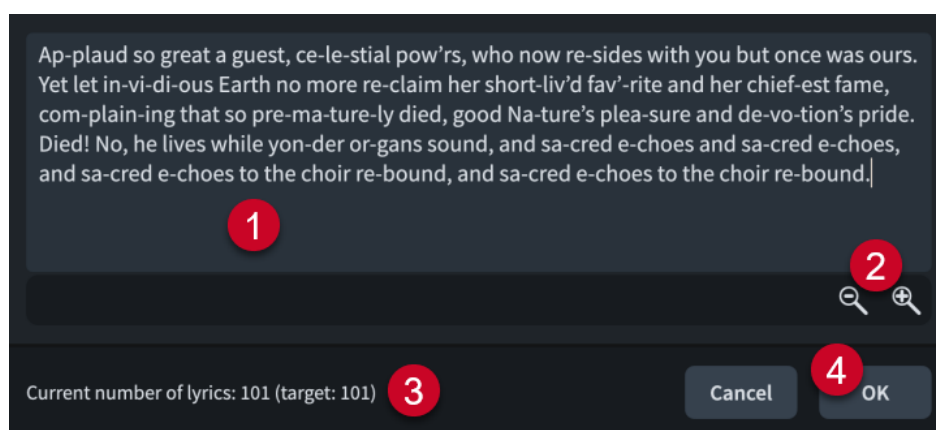 Ap-plaud so great a guest, ce-le-stial pow’rs, who now re-sides with you but once was ours.
Yet let in-vi-di-ous Earth no more re-claim her short-liv’d fav’-rite and her chief-est fame,
com-plain-ing that so pre-ma-ture-ly died, good Na-ture’s plea-sure and de-vo-tion’s pride.
Died! No, he lives while yon-der or-gans sound, and sa-cred e-choes and sa-cred e-choes,
and sa-cred e-choes to the choir re-bound, and sa-cred e-choes to the choir re-bound.
1
2
Current number of lyrics: 101 (target: 101)
3
Cancel
4
OK